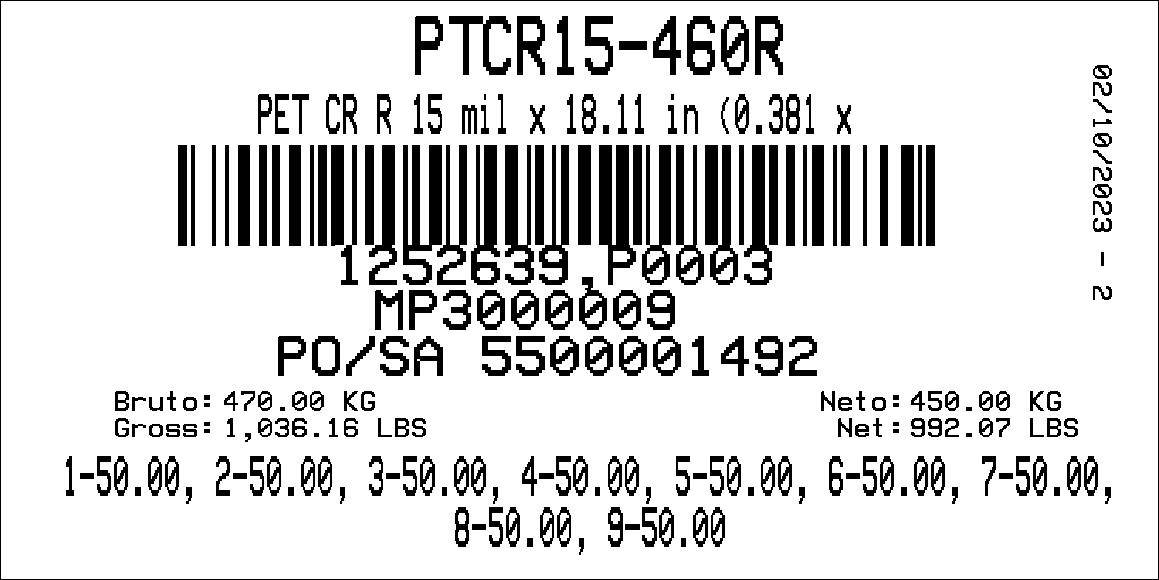 PTCR15-460R
PET CR R 15 mil x 18.11 in (0.381 x
02/10/2023 - 2
1252639,P0003
MP3000009
PO/SA 5500001492
Bruto: 470.00 KG
Neto: 450.00 KG
Gross: 1,036.16 LBS
Net: 992.07 LBS
1-50.00, 2-50.00, 3-50.00, 4-50.00, 5-50.00, 6-50.00, 7-50.00,
8-50.00, 9-50.00